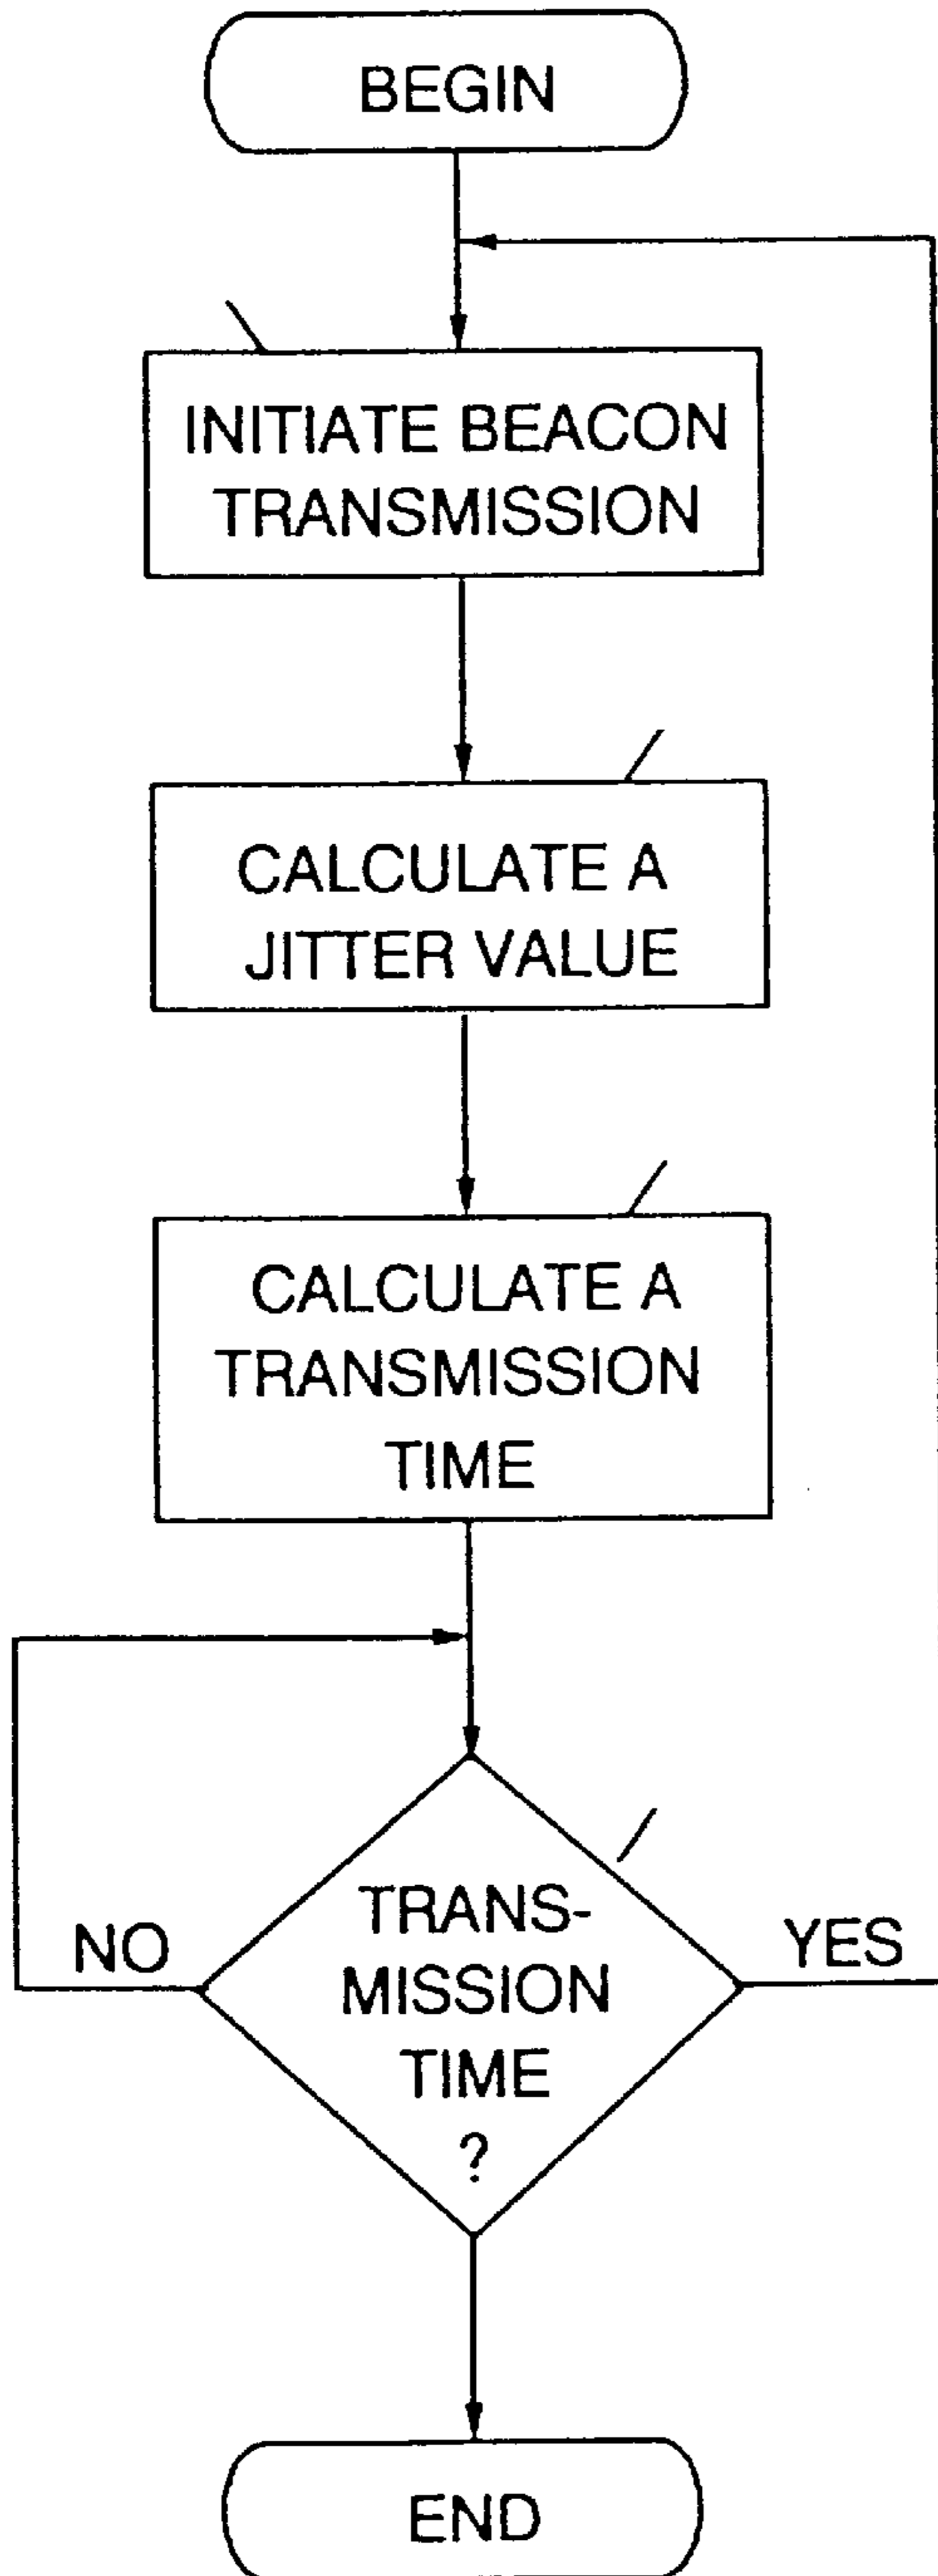 BEGIN
INITIATE BEACON
TRANSMISSION
CALCULATE A
JITTER VALUE
CALCULATE A
TRANSMISSION
TIME
TRANS-
MISSION
TIME
?
NO
YES
END